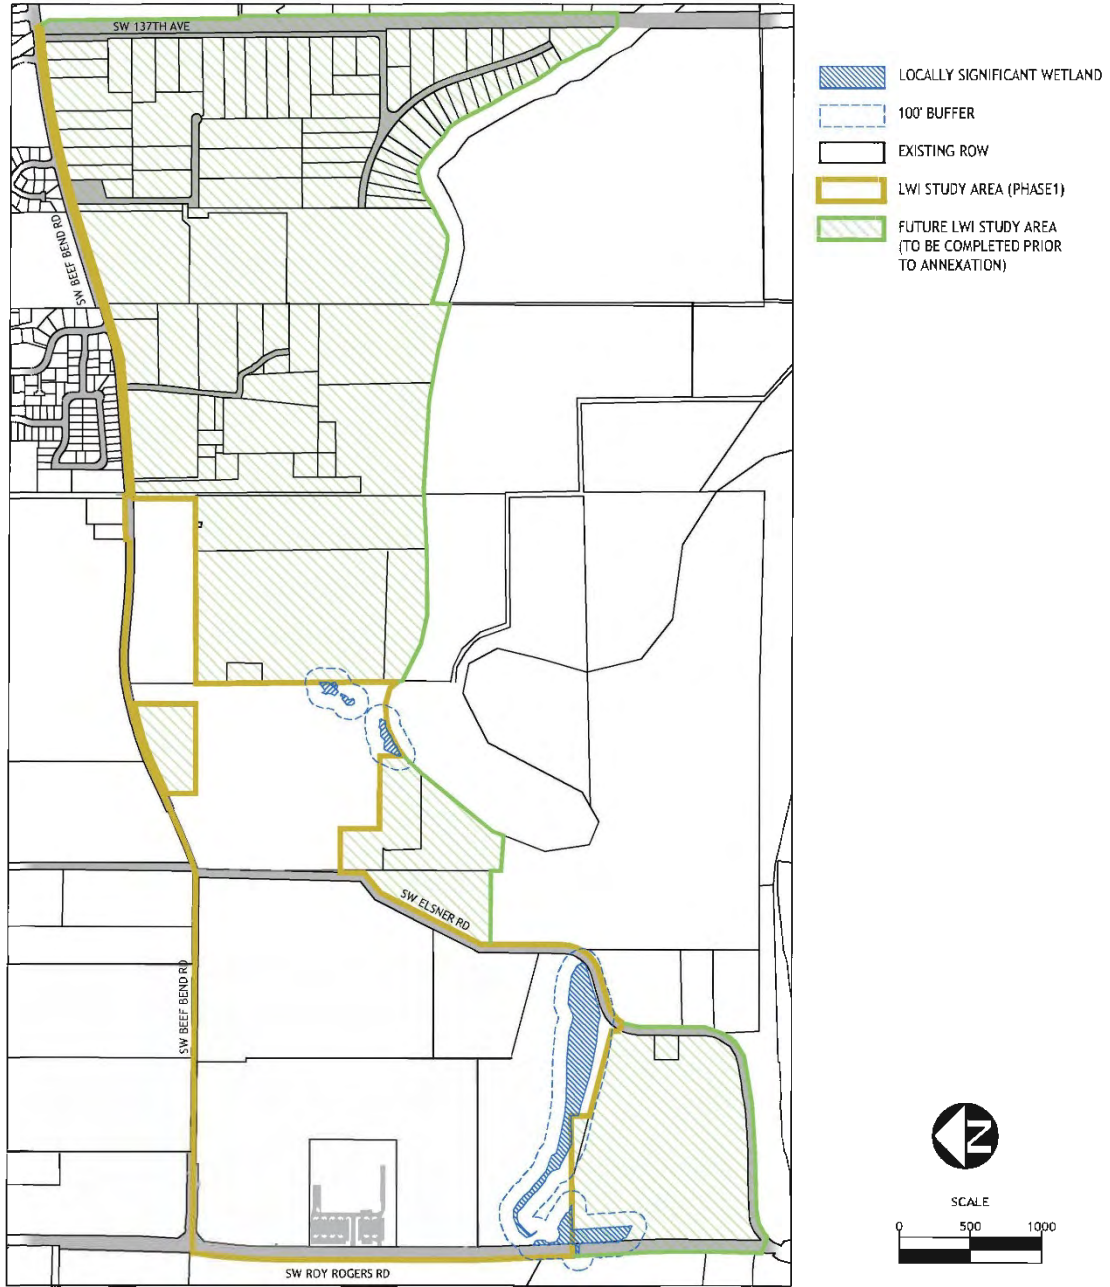 SW 137TH AVE
SW BEEF BEND RD
SW ELSNER RD
SW BEEF BEND RD
SW ROY ROGERS RD
LOCALLY SIGNIFICANT WETLAND
100' BUFFER
EXISTING ROW
LWI STUDY AREA (PHASE1)
FUTURE LWI STUDY AREA
(TO BE COMPLETED PRIOR
TO ANNEXATION)
N
SCALE
0 500 1000